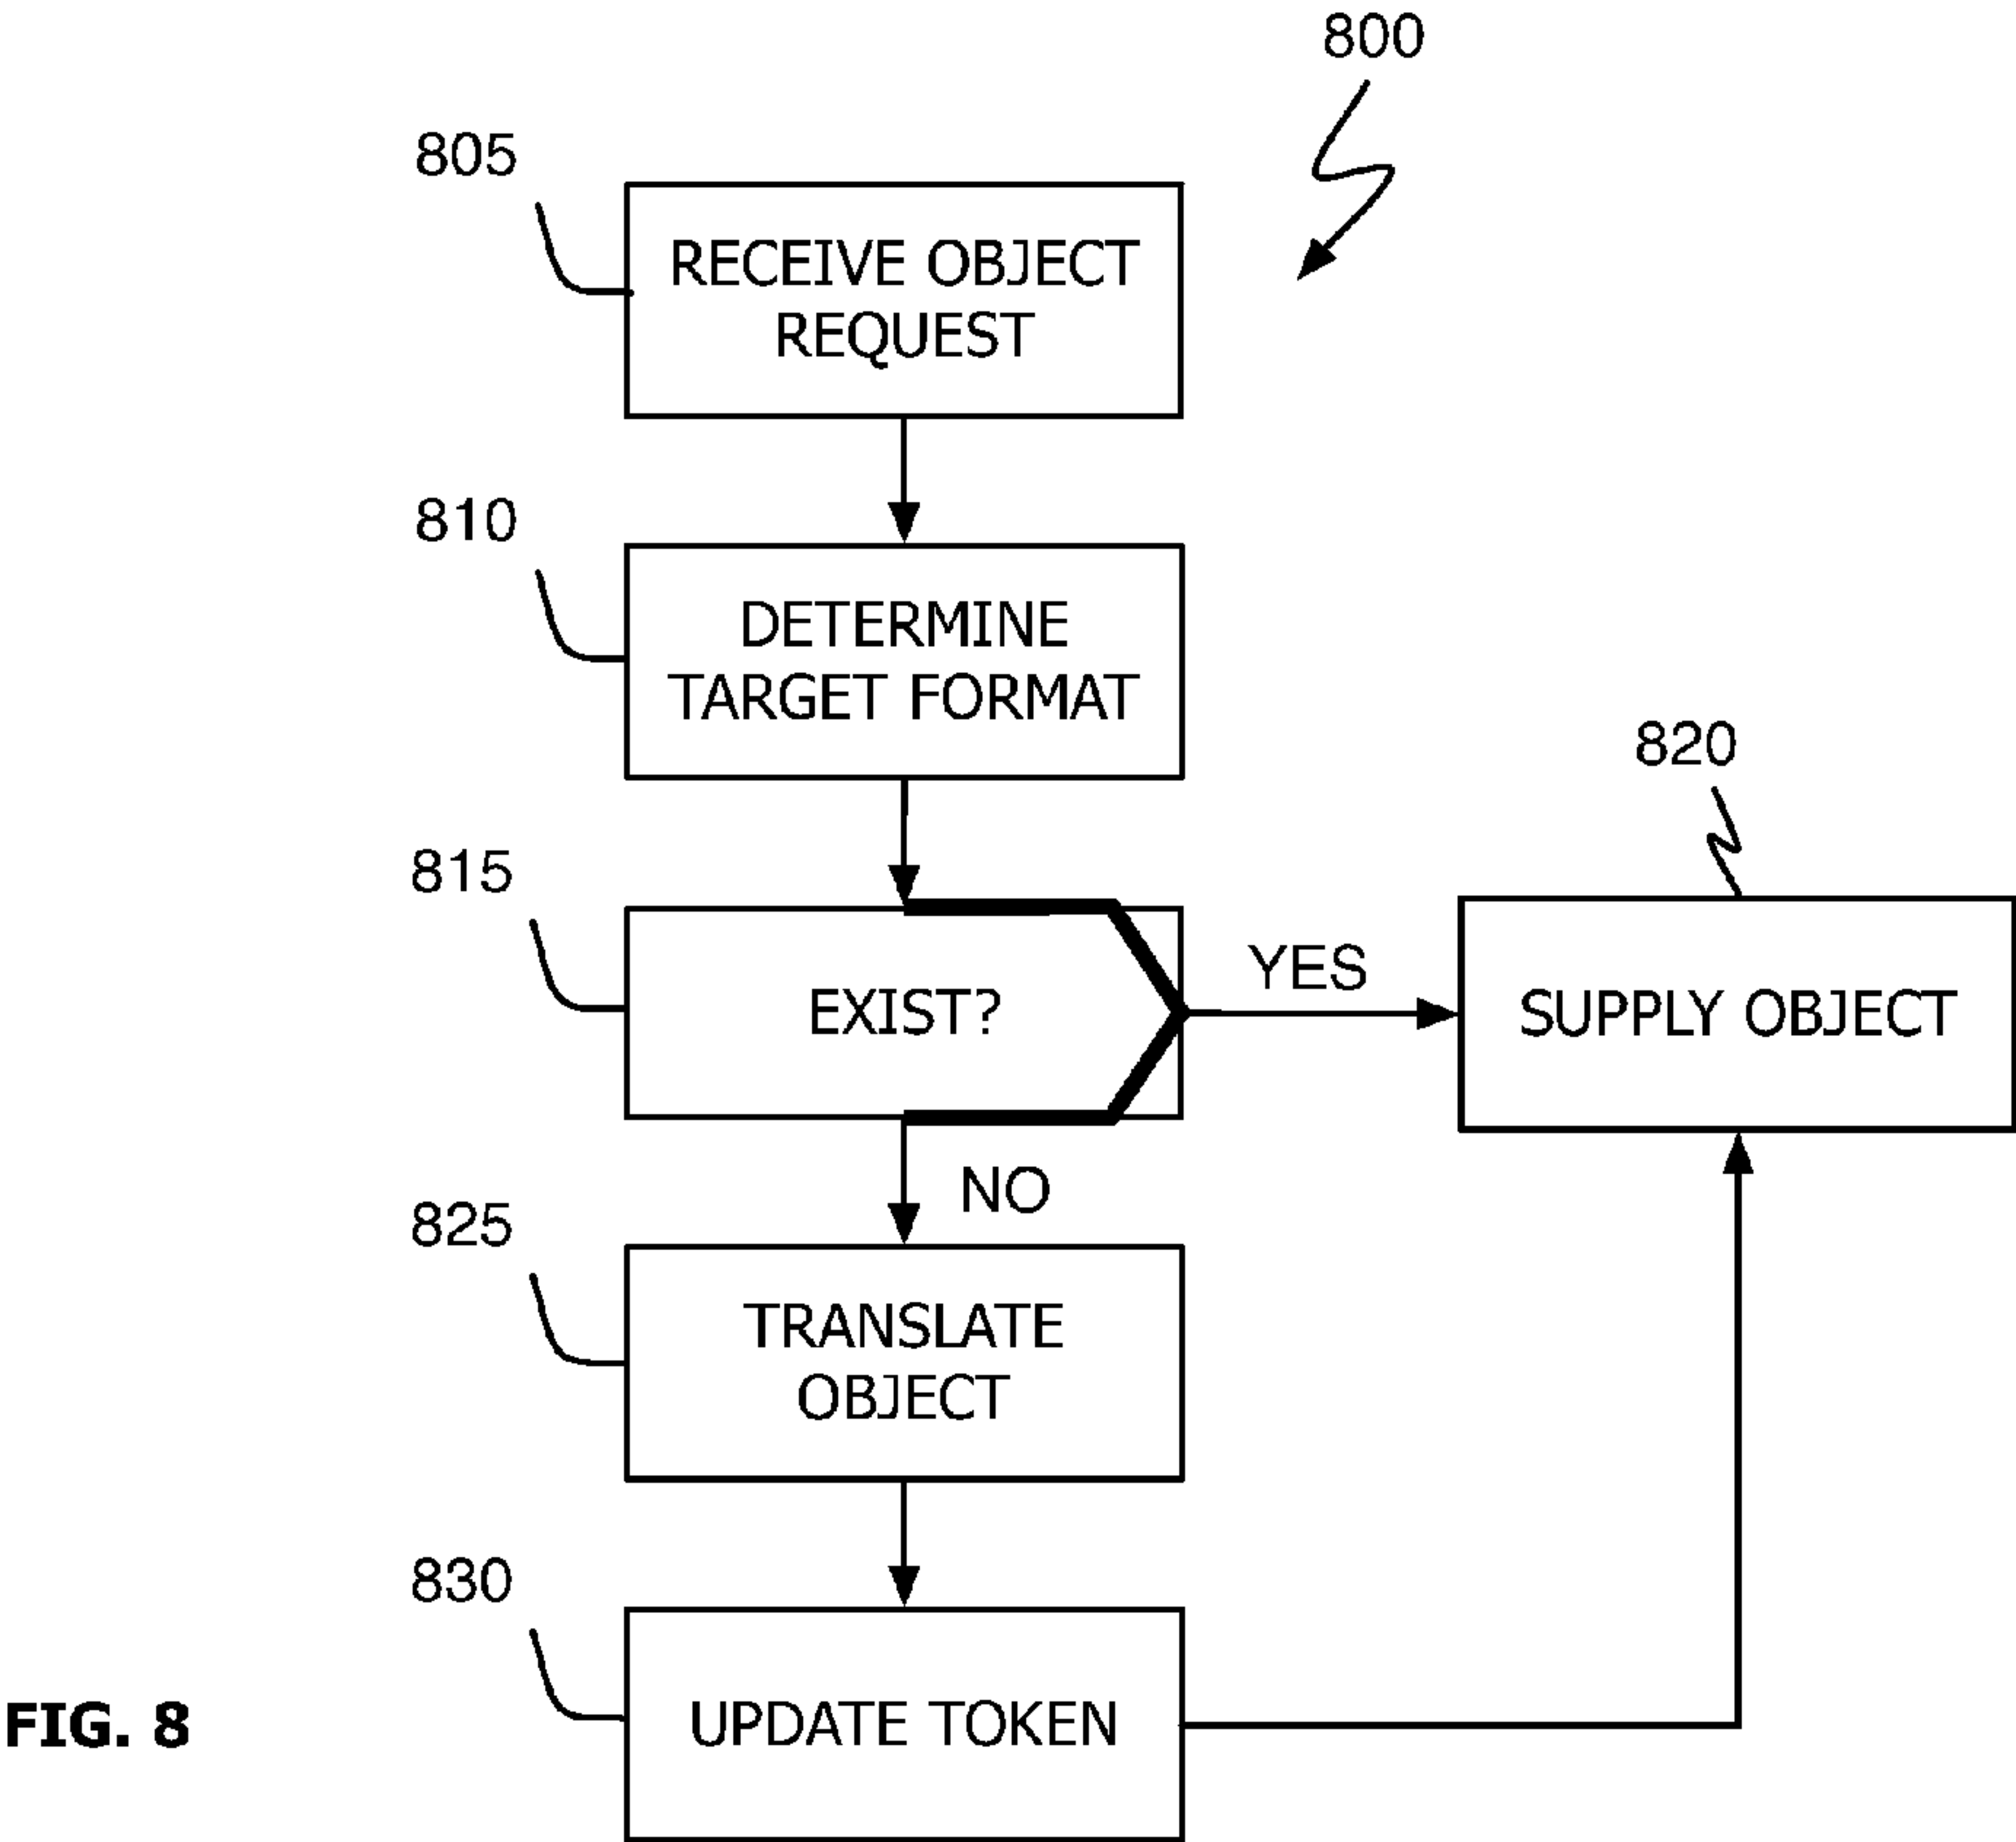 800
805
RECEIVE OBJECT
REQUEST
810
DETERMINE
TARGET FORMAT
815
EXIST?
YES
820
SUPPLY OBJECT
NO
825
TRANSLATE
OBJECT
830
UPDATE TOKEN
FIG. 8